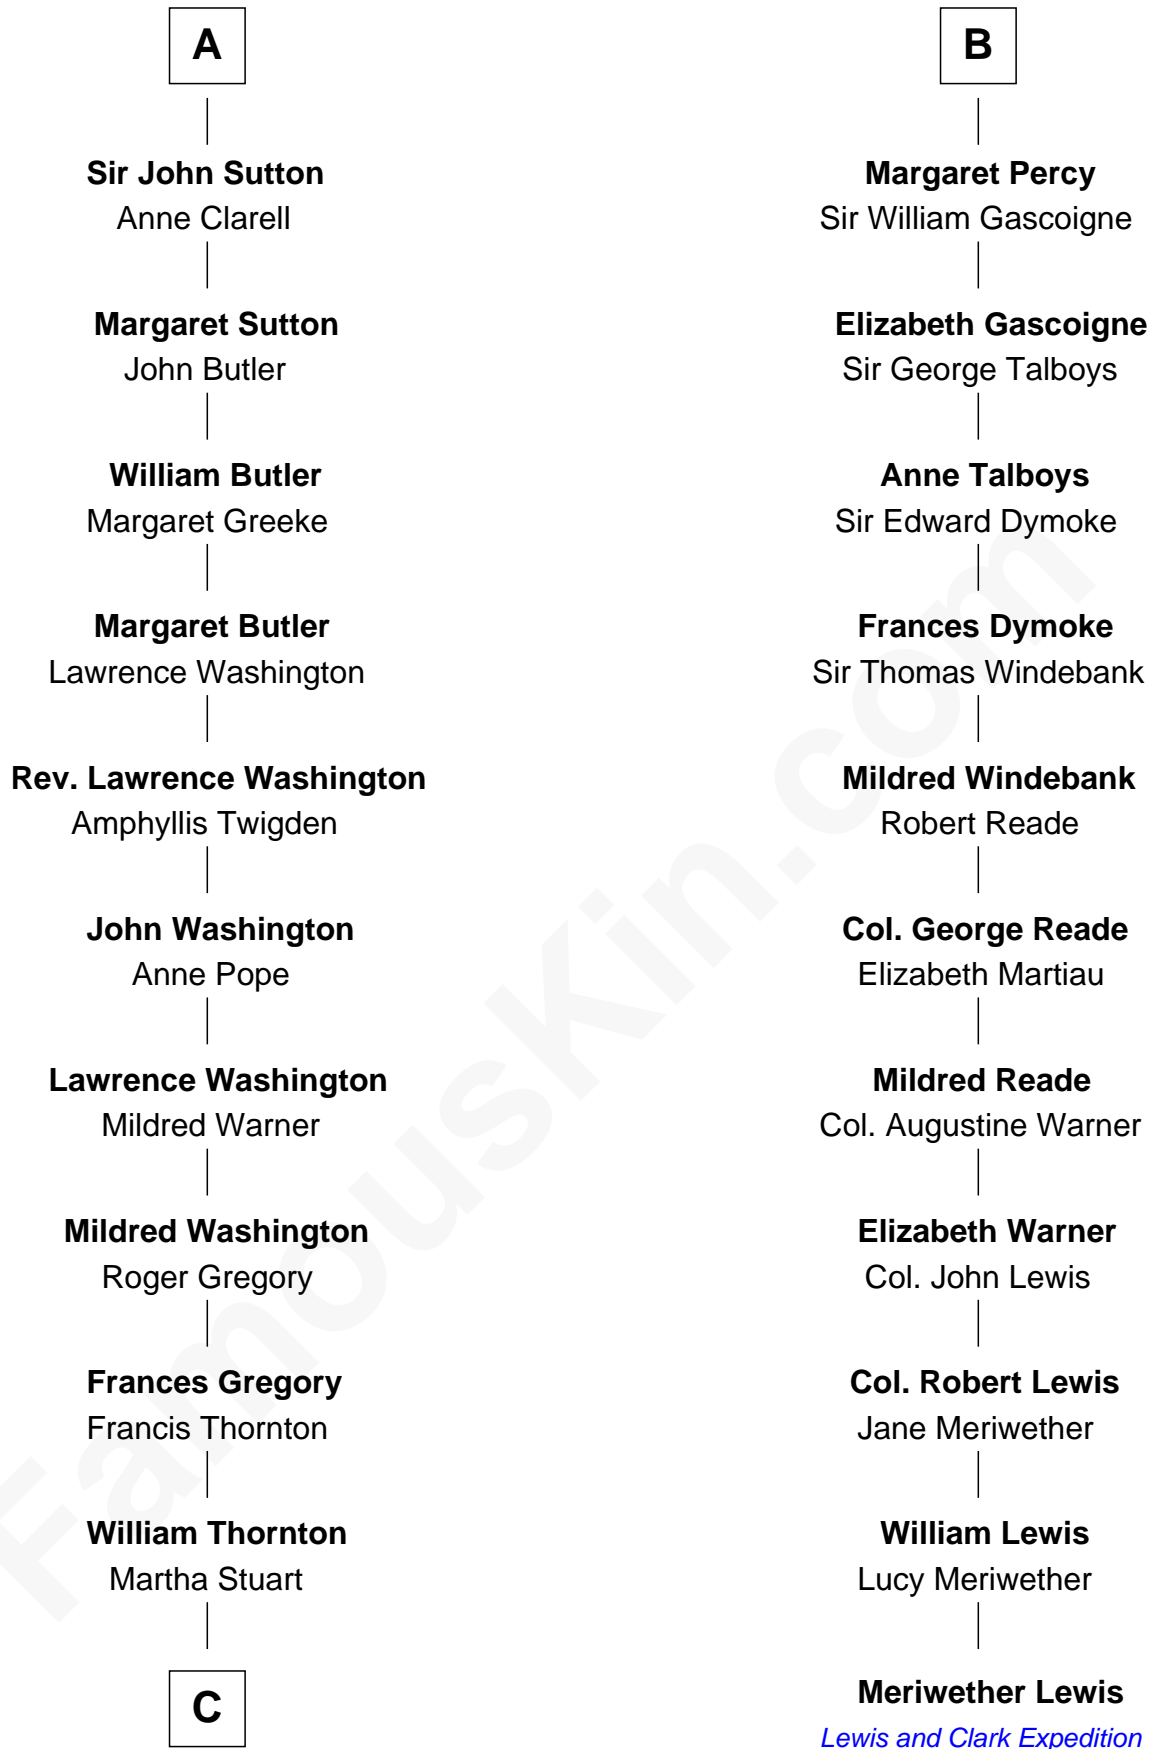 A
Sir John Sutton
Anne Clarell
Margaret Sutton
John Butler
William Butler
Margaret Greeke
Margaret Butler
Lawrence Washington
Rev. Lawrence Washington
Amphyllis Twigden
John Washington
Anne Pope
Lawrence Washington
Mildred Warner
Mildred Washington
Roger Gregory
Frances Gregory
Francis Thornton
William Thornton
Martha Stuart
C
B
Margaret Percy
Sir William Gascoigne
Elizabeth Gascoigne
Sir George Talboys
Anne Talboys
Sir Edward Dymoke
Frances Dymoke
Sir Thomas Windebank
Mildred Windebank
Robert Reade
Col. George Reade
Elizabeth Martiau
Mildred Reade
Col. Augustine Warner
Elizabeth Warner
Col. John Lewis
Col. Robert Lewis
Jane Meriwether
William Lewis
Lucy Meriwether
Meriwether Lewis
Lewis and Clark Expedition
FamousKin.com